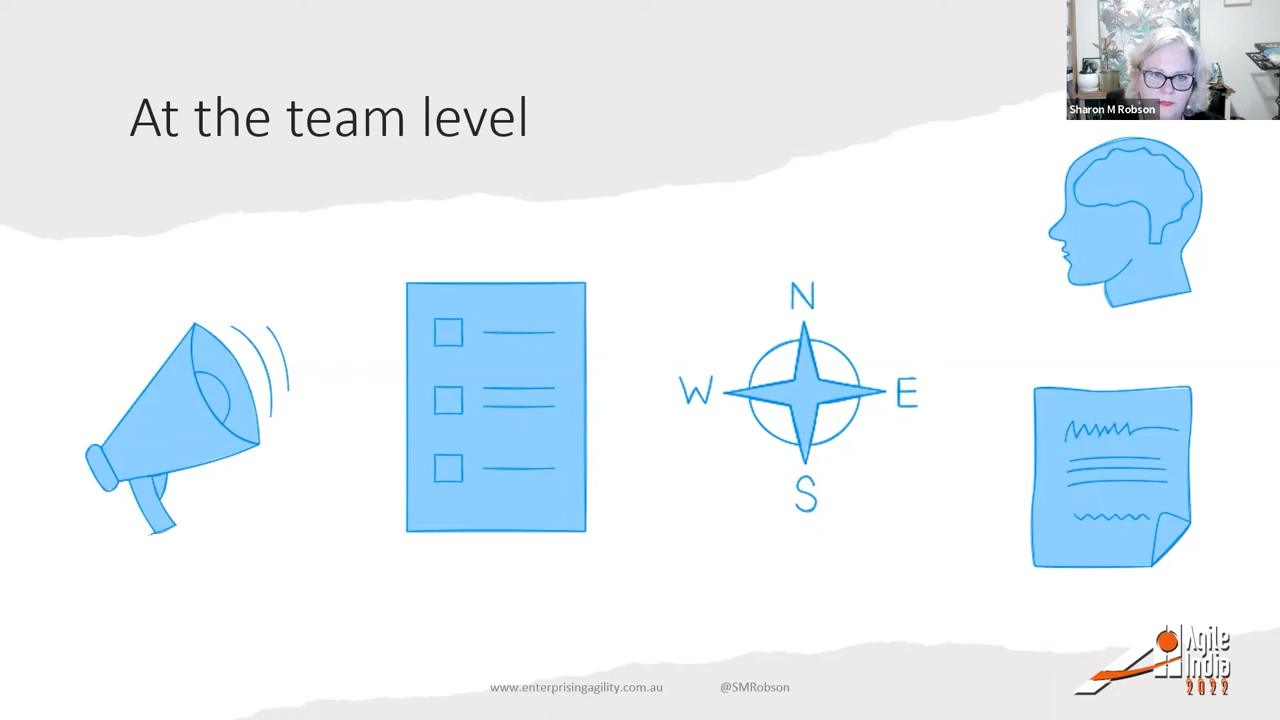 At the team level
Sharon M Robson
N
W
E
S
www.enterprisingagility.com.au
@SMRobson
Agile
India
2022